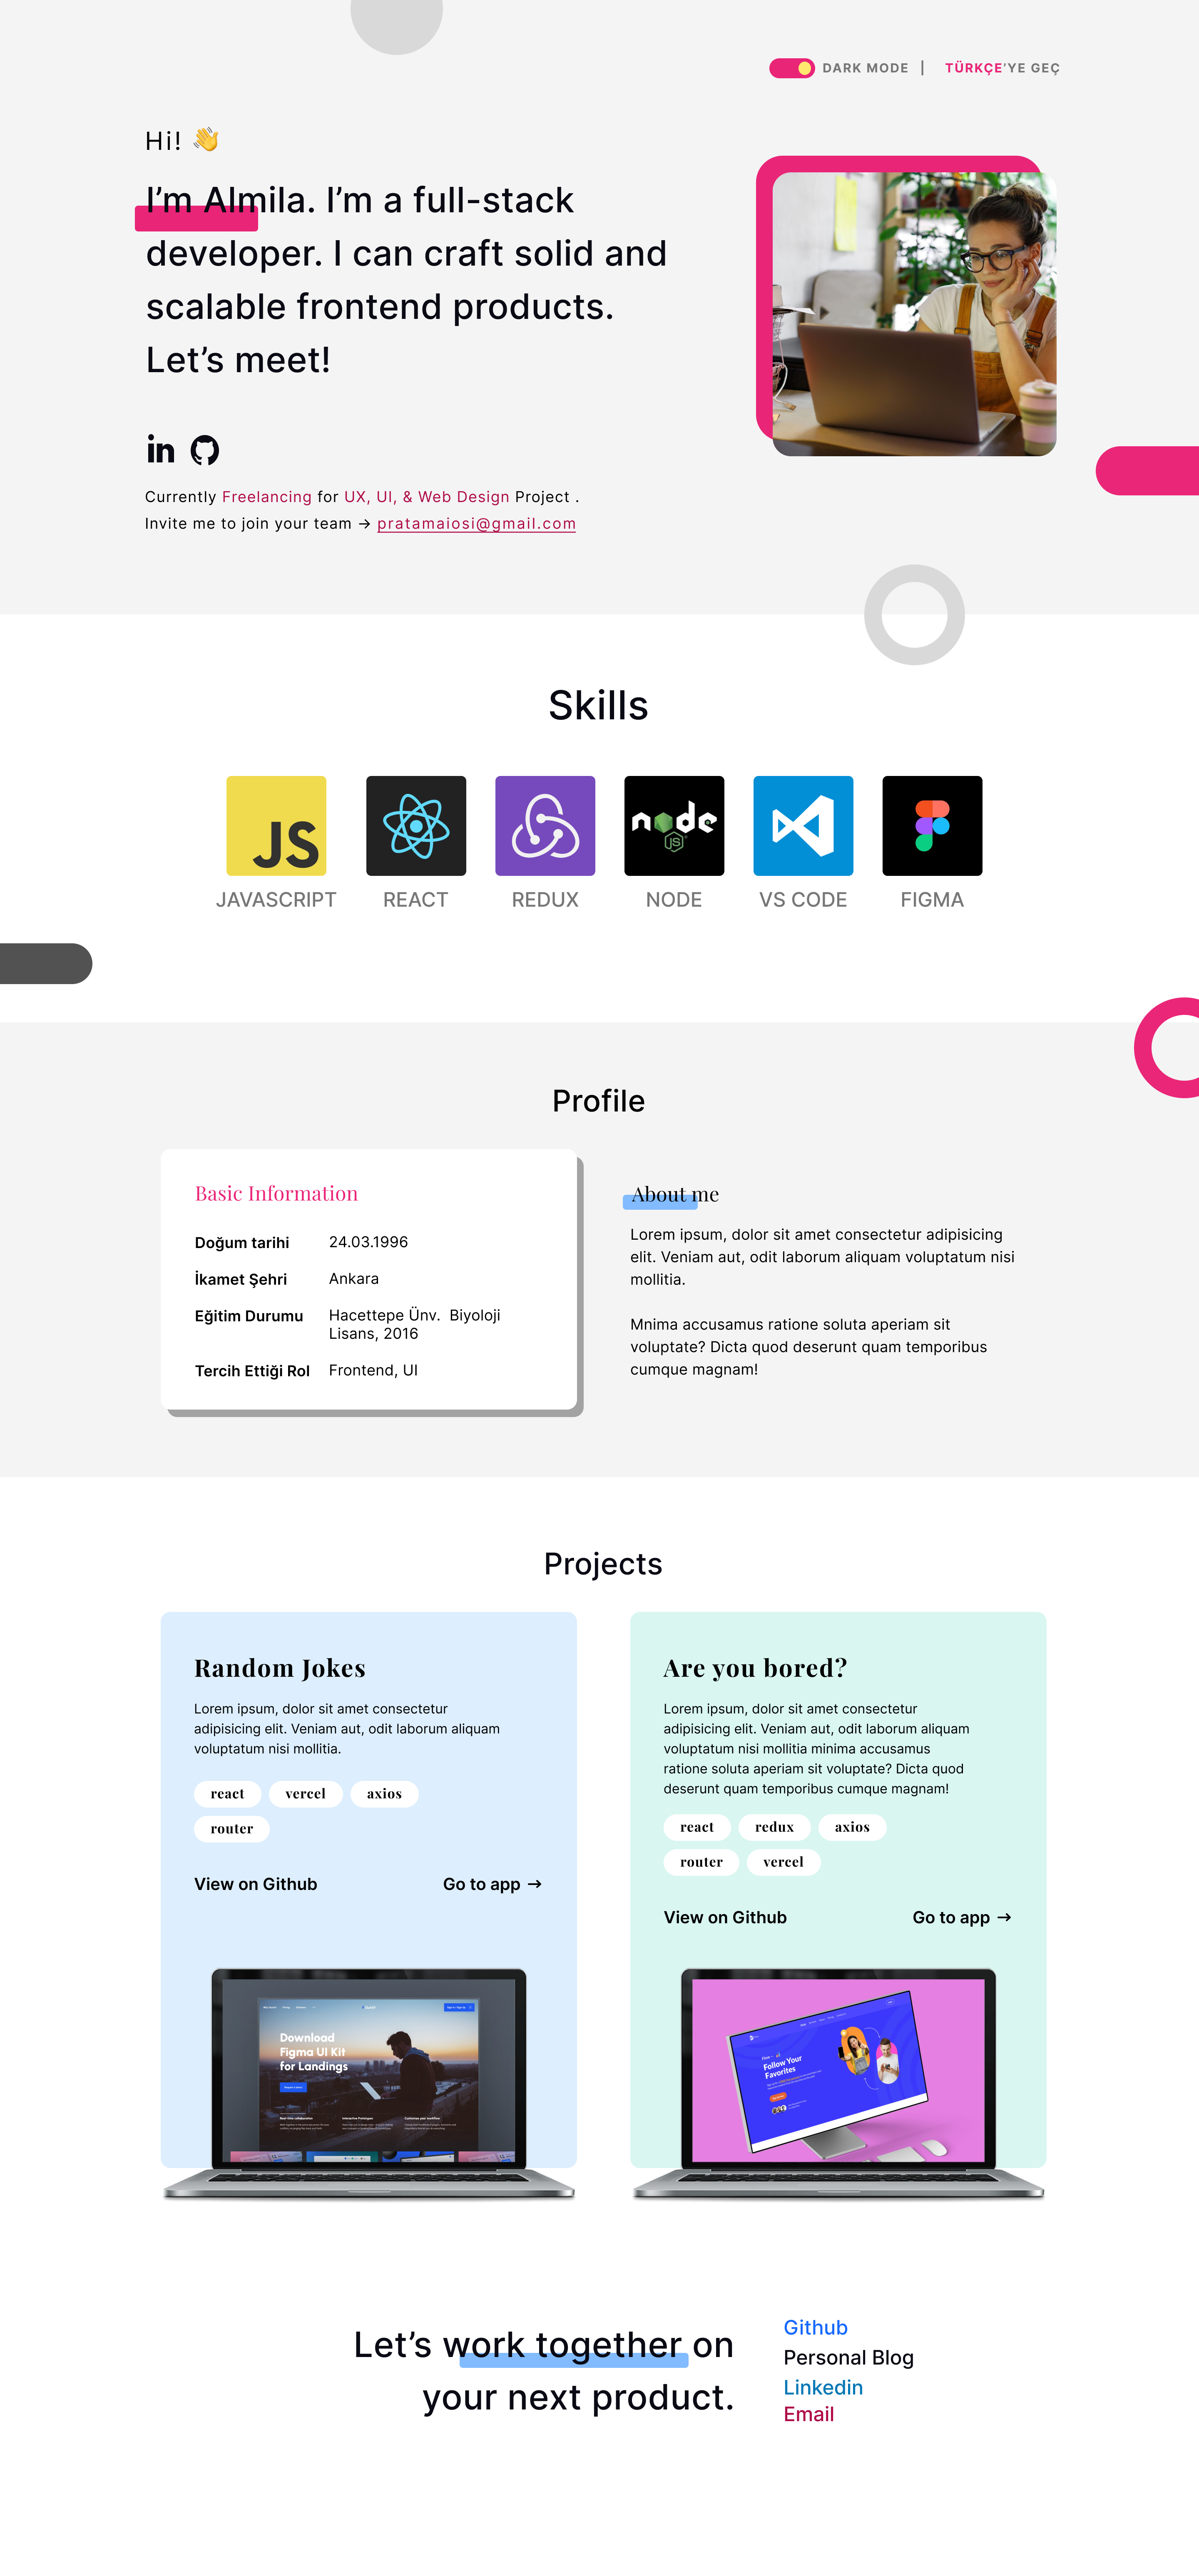 DARK MODE | TÜRKÇE'YE GEÇ
Hi! 👋
I’m Almila. I’m a full-stack
developer. I can craft solid and
scalable frontend products.
Let’s meet!
in
Currently Freelancing for UX, UI, & Web Design Project .
Invite me to join your team → pratamaiosi@gmail.com
Skills
JS
node
JS
JAVASCRIPT
REACT
REDUX
NODE
VS CODE
FIGMA
Profile
Basic Information
Doğum tarihi 24.03.1996
İkamet Şehri Ankara
Eğitim Durumu Hacettepe Ünv. Biyoloji
Lisans, 2016
Tercih Ettiği Rol Frontend, UI
About me
Lorem ipsum, dolor sit amet consectetur adipisicing
elit. Veniam aut, odit laborum aliquam voluptatum nisi
mollitia.
Mnima accusamus ratione soluta aperiam sit
voluptate? Dicta quod deserunt quam temporibus
cumque magnam!
Projects
Random Jokes
Lorem ipsum, dolor sit amet consectetur
adipisicing elit. Veniam aut, odit laborum aliquam
voluptatum nisi mollitia.
react vercel axios
router
View on Github Go to app →
Download
Figma UI Kit
for Landings
Are you bored?
Lorem ipsum, dolor sit amet consectetur
adipisicing elit. Veniam aut, odit laborum aliquam
voluptatum nisi mollitia minima accusamus
ratione soluta aperiam sit voluptate? Dicta quod
deserunt quam temporibus cumque magnam!
react redux axios
router vercel
View on Github Go to app →
Follow Your
Favorites
Let’s work together on
your next product.
Github
Personal Blog
Linkedin
Email